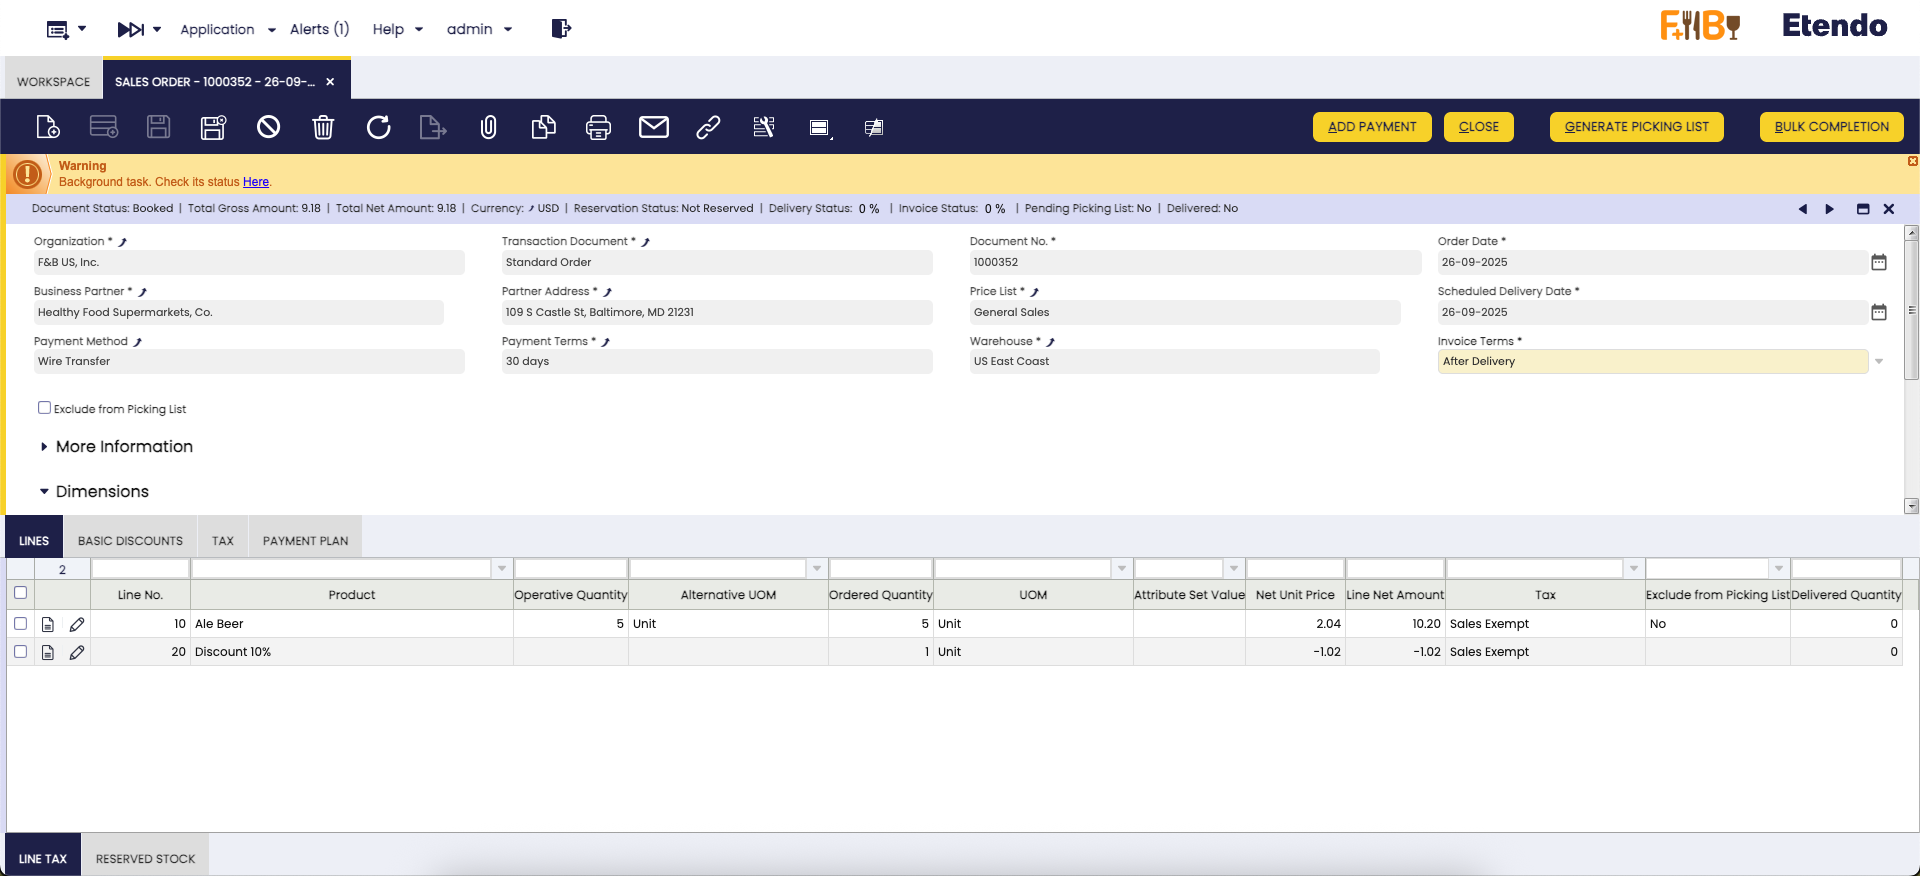 Application
Alerts (1)
Help
admin
F+B
Etendo
WORKSPACE
SALES ORDER - 1000352 - 26-09-...
ADD PAYMENT
CLOSE
GENERATE PICKING LIST
BULK COMPLETION
Warning
Background task. Check its status Here.
Document Status: Booked | Total Gross Amount: 9.18 | Total Net Amount: 9.18 | Currency: USD | Reservation Status: Not Reserved | Delivery Status: 0 % | Invoice Status: 0 % | Pending Picking List: No | Delivered: No
Organization * Transaction Document * Document No. * Order Date *
F&B US, Inc. Standard Order 1000352 26-09-2025
Business Partner * Partner Address * Price List * Scheduled Delivery Date *
Healthy Food Supermarkets, Co. 109 S Castle St, Baltimore, MD 21231 General Sales 26-09-2025
Payment Method Payment Terms * Warehouse * Invoice Terms *
Wire Transfer 30 days US East Coast After Delivery
Exclude from Picking List
More Information
Dimensions
LINES BASIC DISCOUNTS TAX PAYMENT PLAN
2
Line No. Product Operative Quantity Alternative UOM Ordered Quantity UOM Attribute Set Value Net Unit Price Line Net Amount Tax Exclude from Picking List Delivered Quantity
10 Ale Beer 5 Unit 5 Unit 2.04 10.20 Sales Exempt No 0
20 Discount 10% 1 Unit -1.02 -1.02 Sales Exempt 0
LINE TAX RESERVED STOCK